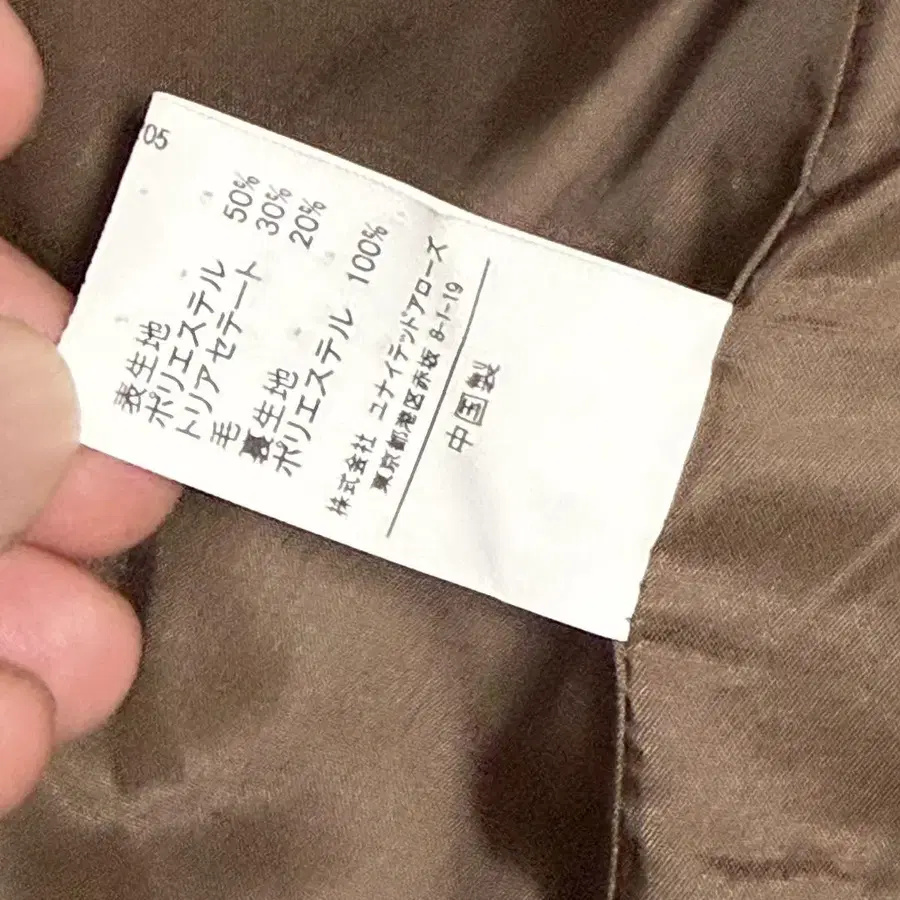 05
表生地
ポリエステル 50%
トリアセテート 30%
毛 20%
裏生地
ポリエステル 100%
株式会社 ユナイテッドアローズ
東京都港区赤坂 8-1-19
中国製